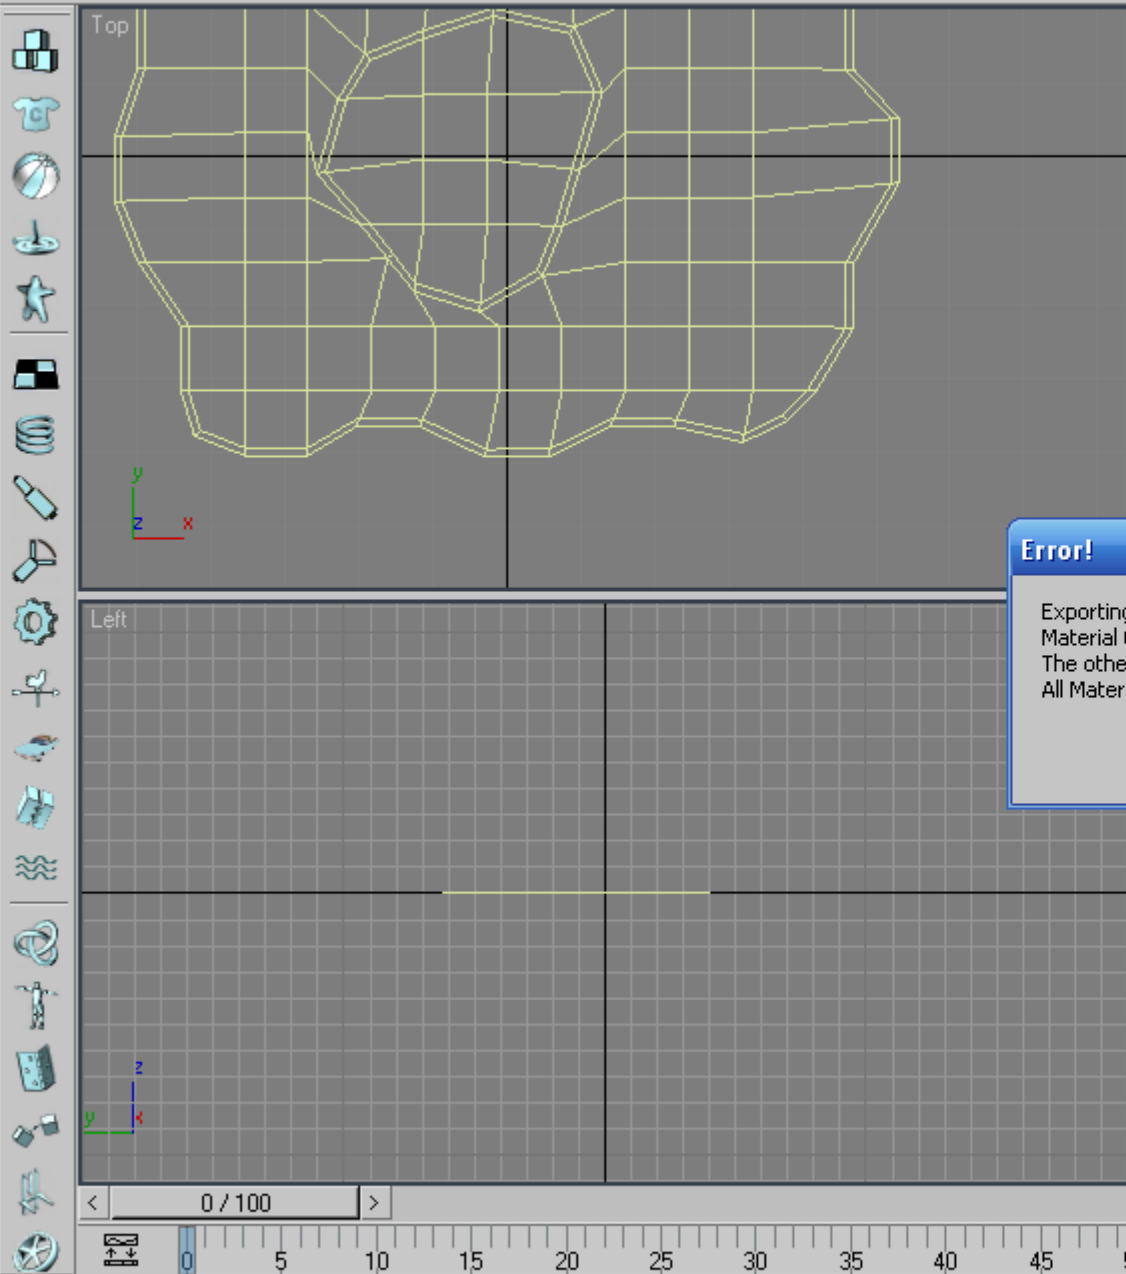 Top
y
z
x
Error!
Exporting
Material
The othe
All Mater
Left
z
y
x
< 0 / 100 >
0 5 10 15 20 25 30 35 40 45